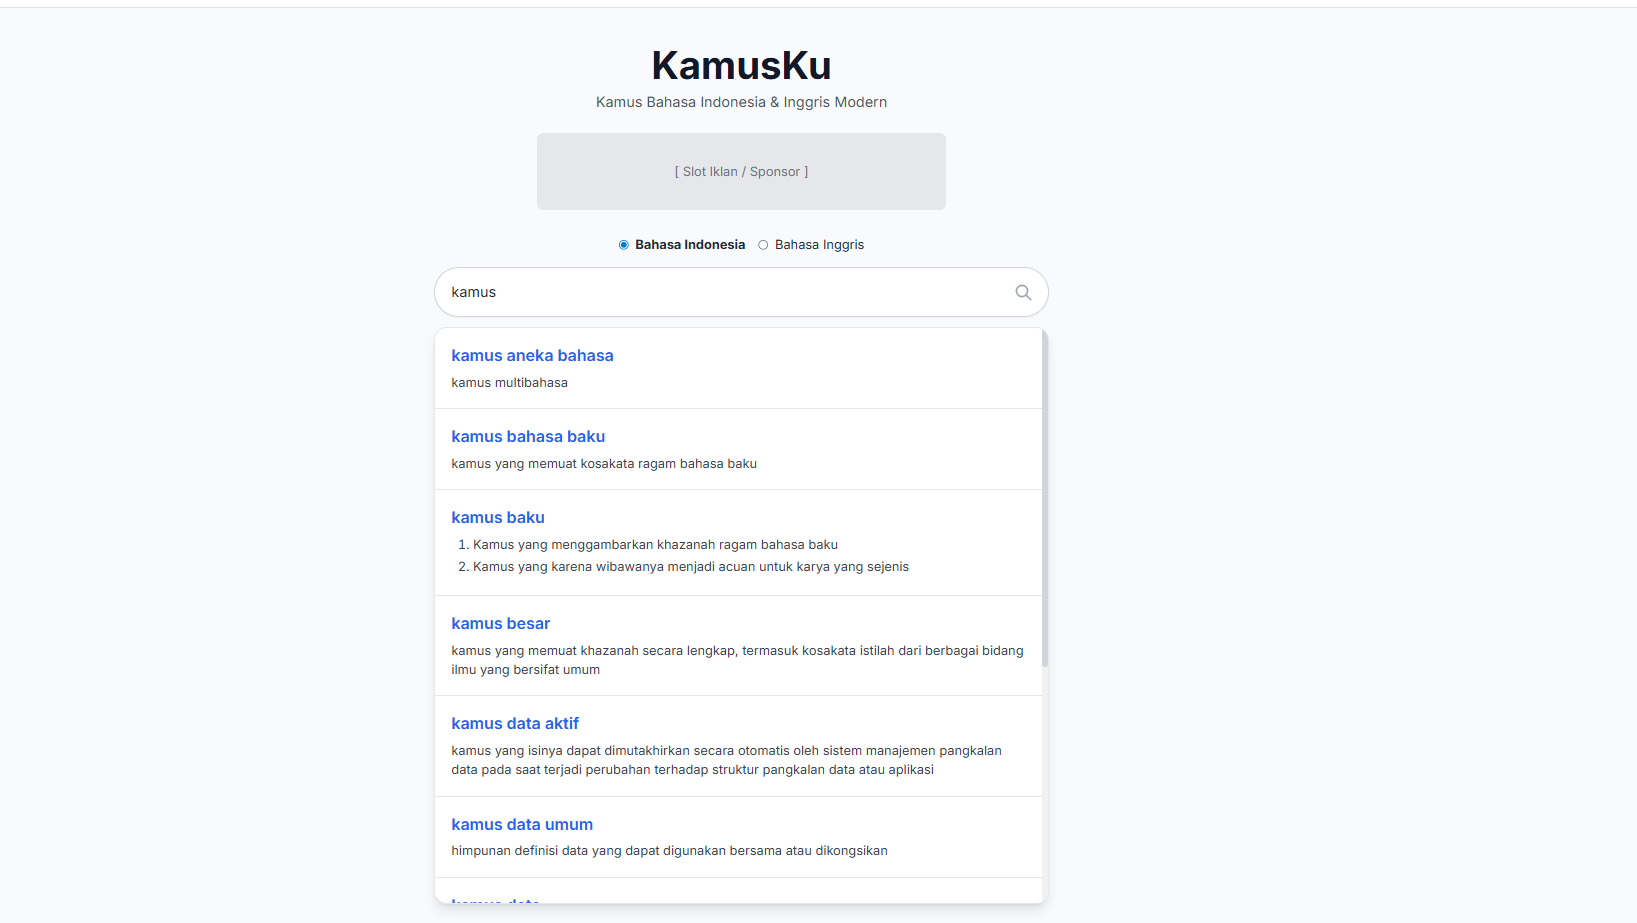 KamusKu
Kamus Bahasa Indonesia & Inggris Modern
[ Slot Iklan / Sponsor ]
Bahasa Indonesia Bahasa Inggris
kamus
kamus aneka bahasa
kamus multibahasa
kamus bahasa baku
kamus yang memuat kosakata ragam bahasa baku
kamus baku
1. Kamus yang menggambarkan khazanah ragam bahasa baku
2. Kamus yang karena wibawanya menjadi acuan untuk karya yang sejenis
kamus besar
kamus yang memuat khazanah secara lengkap, termasuk kosakata istilah dari berbagai bidang
ilmu yang bersifat umum
kamus data aktif
kamus yang isinya dapat dimutakhirkan secara otomatis oleh sistem manajemen pangkalan
data pada saat terjadi perubahan terhadap struktur pangkalan data atau aplikasi
kamus data umum
himpunan definisi data yang dapat digunakan bersama atau dikongsikan